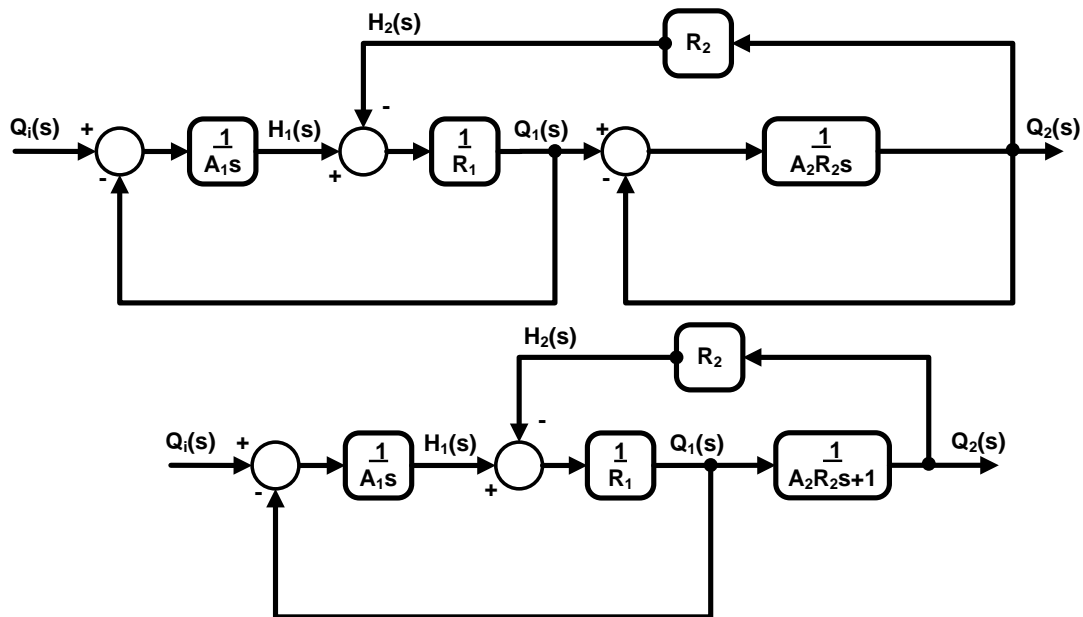 H₂(s)
R₂
-
Qᵢ(s)
+
-
1
A₁s
H₁(s)
+
1
R₁
Q₁(s)
+
-
1
A₂R₂s
Q₂(s)
H₂(s)
R₂
-
Qᵢ(s)
+
-
1
A₁s
H₁(s)
+
1
R₁
Q₁(s)
1
A₂R₂s+1
Q₂(s)